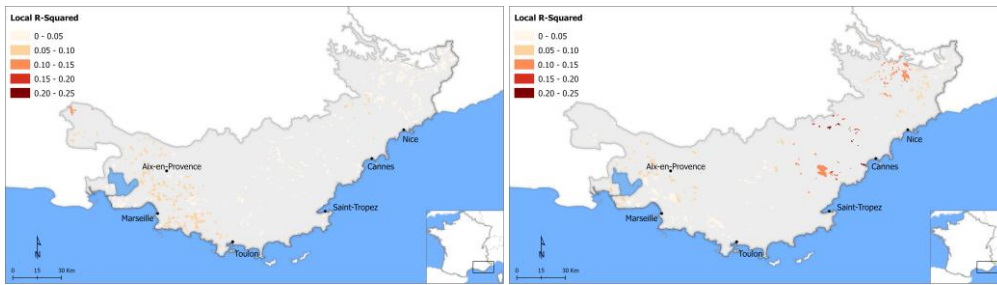 Local R-Squared
0 - 0.05
0.05 - 0.10
0.10 - 0.15
0.15 - 0.20
0.20 - 0.25
Nice
Cannes
Aix-en-Provence
Saint-Tropez
Marseille
Toulon
N
0 15 30 Km
Local R-Squared
0 - 0.05
0.05 - 0.10
0.10 - 0.15
0.15 - 0.20
0.20 - 0.25
Nice
Cannes
Aix-en-Provence
Saint-Tropez
Marseille
Toulon
N
0 15 30 Km